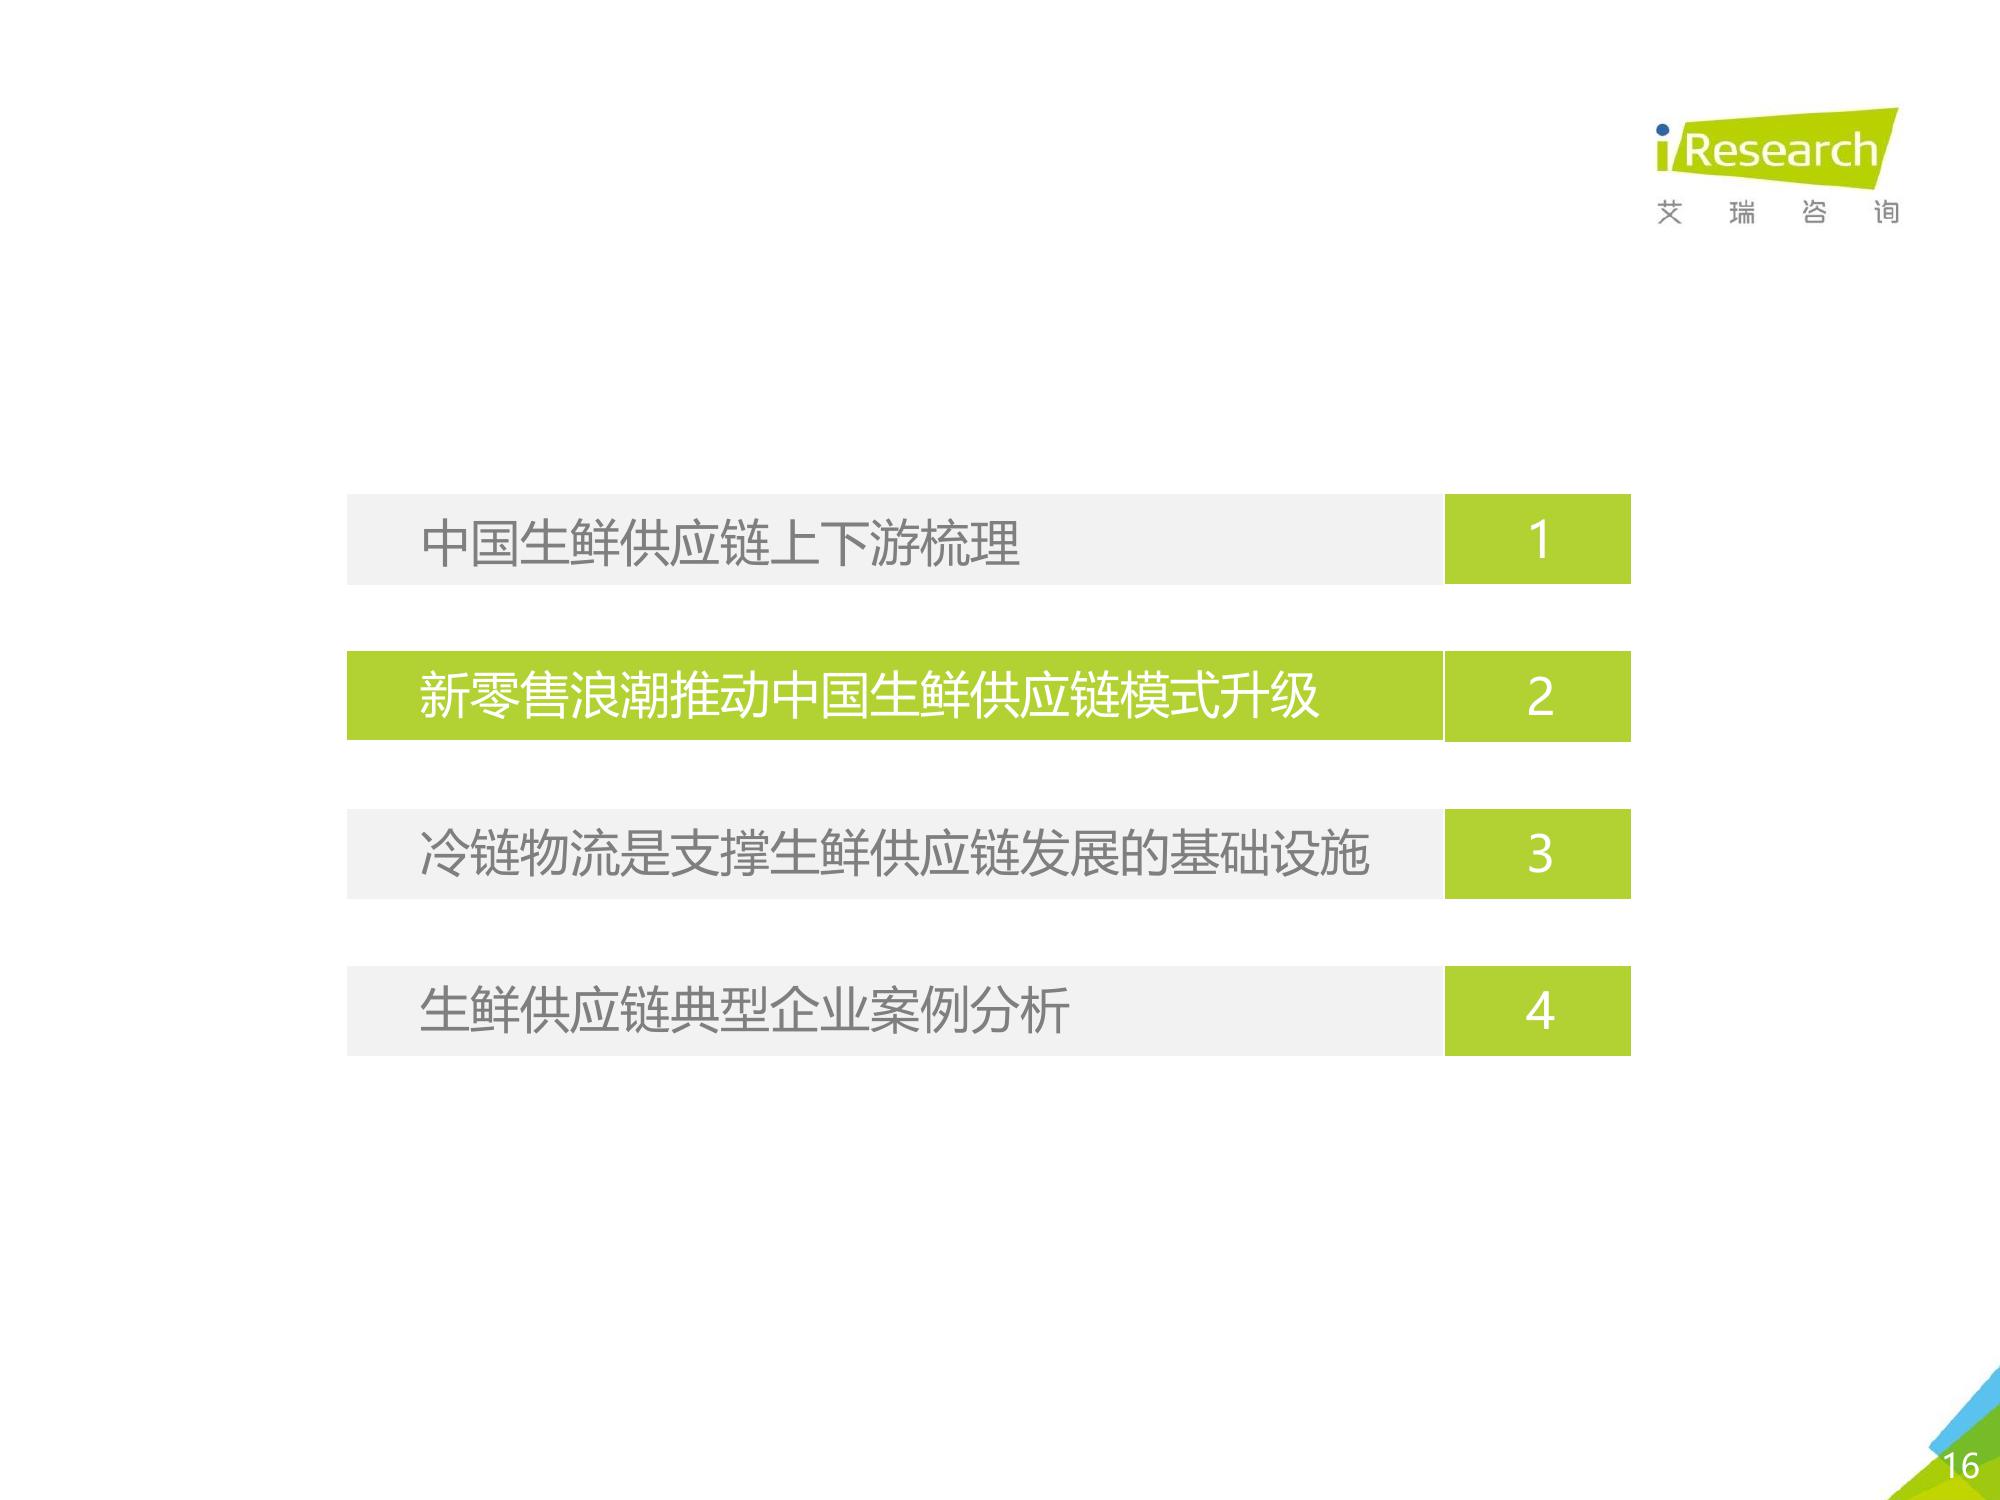 iResearch
艾瑞咨询
中国生鲜供应链上下游梳理 1
新零售浪潮推动中国生鲜供应链模式升级 2
冷链物流是支撑生鲜供应链发展的基础设施 3
生鲜供应链典型企业案例分析 4
16